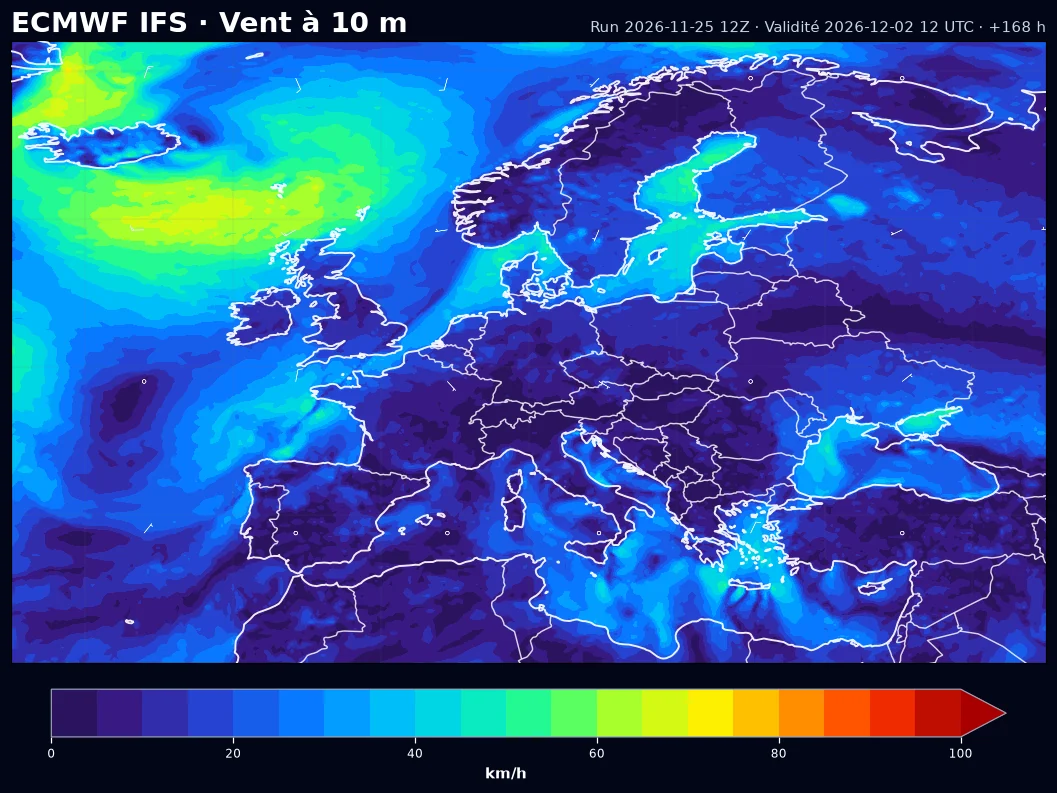 ECMWF IFS · Vent à 10 m
Run 2026-11-25 12Z · Validité 2026-12-02 12 UTC · +168 h
0 20 40 60 80 100
km/h